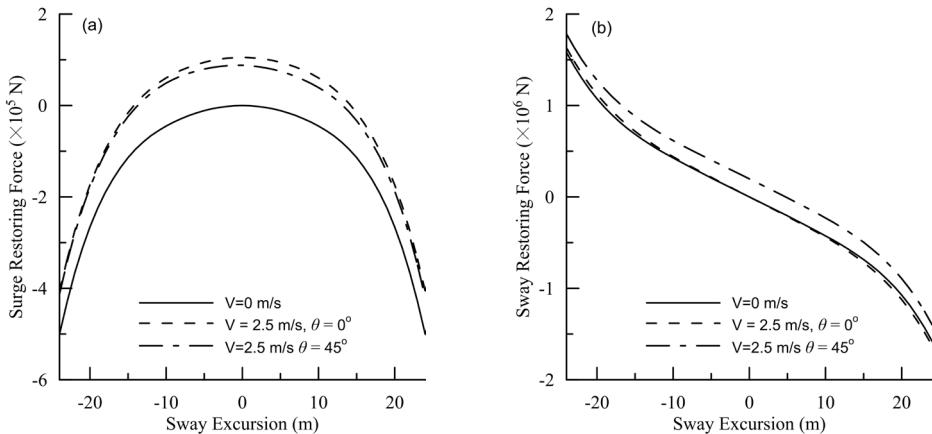 (a)
Surge Restoring Force (×10⁵ N)
2
0
-2
-4
-6
V=0 m/s
V = 2.5 m/s, θ = 0°
V=2.5 m/s θ = 45°
-20 -10 0 10 20
Sway Excursion (m)
(b)
Sway Restoring Force (×10⁶ N)
2
1
0
-1
-2
V=0 m/s
V = 2.5 m/s, θ = 0°
V=2.5 m/s θ = 45°
-20 -10 0 10 20
Sway Excursion (m)